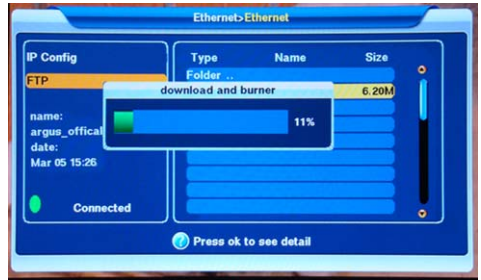 Ethernet>Ethernet
IP Config
FTP
name:
argus_offical
date:
Mar 05 15:26
Connected
Type Name Size
Folder ..
6.20M
download and burner
11%
Press ok to see detail